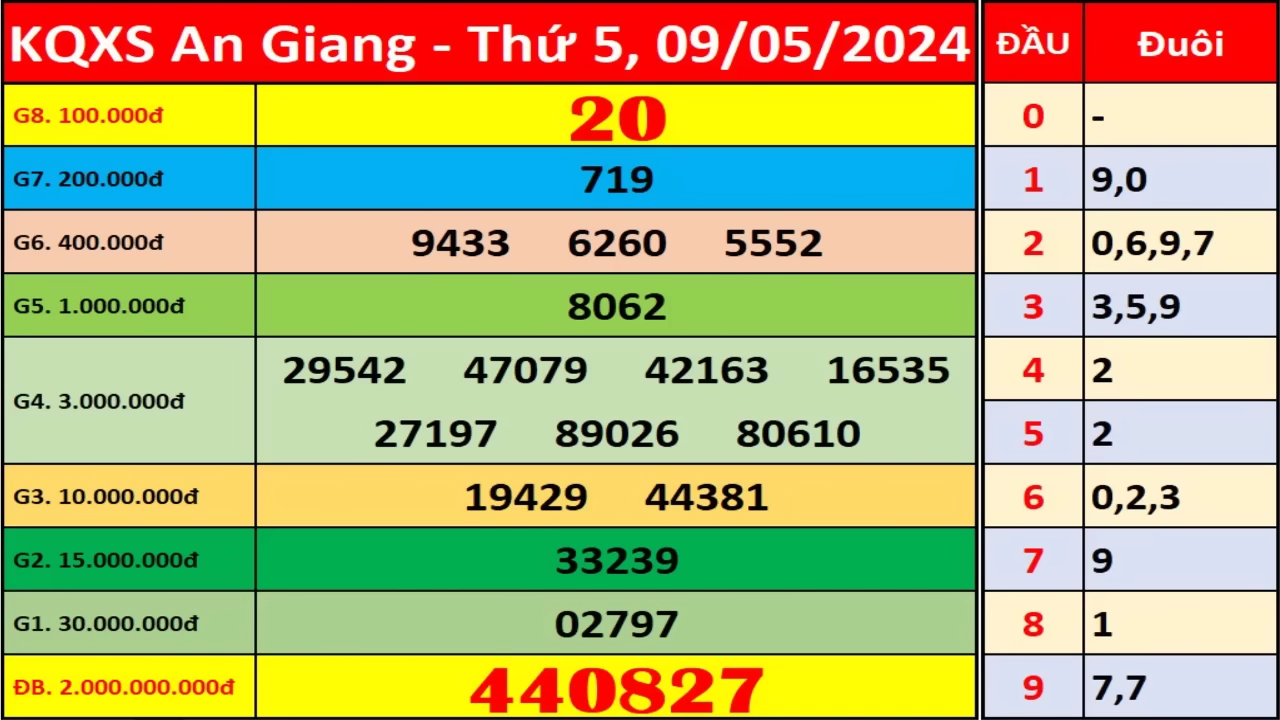 KQXS An Giang - Thứ 5, 09/05/2024
G8. 100.000đ 20
G7. 200.000đ 719
G6. 400.000đ 9433 6260 5552
G5. 1.000.000đ 8062
G4. 3.000.000đ 29542 47079 42163 16535
27197 89026 80610
G3. 10.000.000đ 19429 44381
G2. 15.000.000đ 33239
G1. 30.000.000đ 02797
ĐB. 2.000.000.000đ 440827
ĐẦU Đuôi
0 -
1 9,0
2 0,6,9,7
3 3,5,9
4 2
5 2
6 0,2,3
7 9
8 1
9 7,7